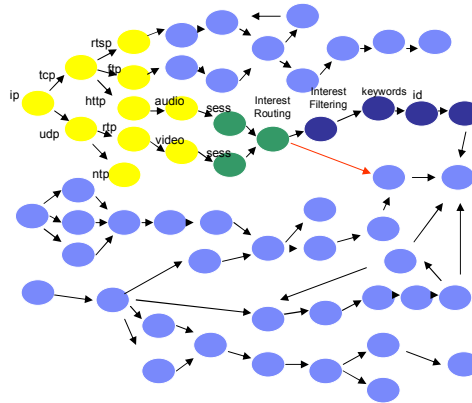 rtsp
tcp
ftp
ip
http
audio
sess
Interest
Routing
Interest
Filtering
keywords
id
udp
rtp
video
sess
ntp